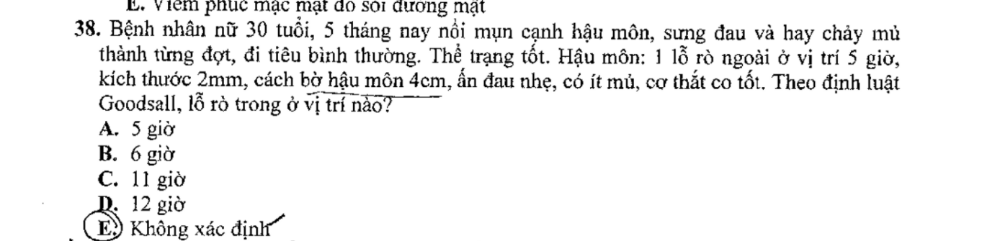 E. Viêm phúc mạc mật do sỏi đường mật
38. Bệnh nhân nữ 30 tuổi, 5 tháng nay nổi mụn cạnh hậu môn, sưng đau và hay chảy mủ
thành từng đợt, đi tiêu bình thường. Thể trạng tốt. Hậu môn: 1 lỗ rò ngoài ở vị trí 5 giờ,
kích thước 2mm, cách bờ hậu môn 4cm, ấn đau nhẹ, có ít mủ, cơ thắt co tốt. Theo định luật
Goodsall, lỗ rò trong ở vị trí nào?
A. 5 giờ
B. 6 giờ
C. 11 giờ
D. 12 giờ
E. Không xác định